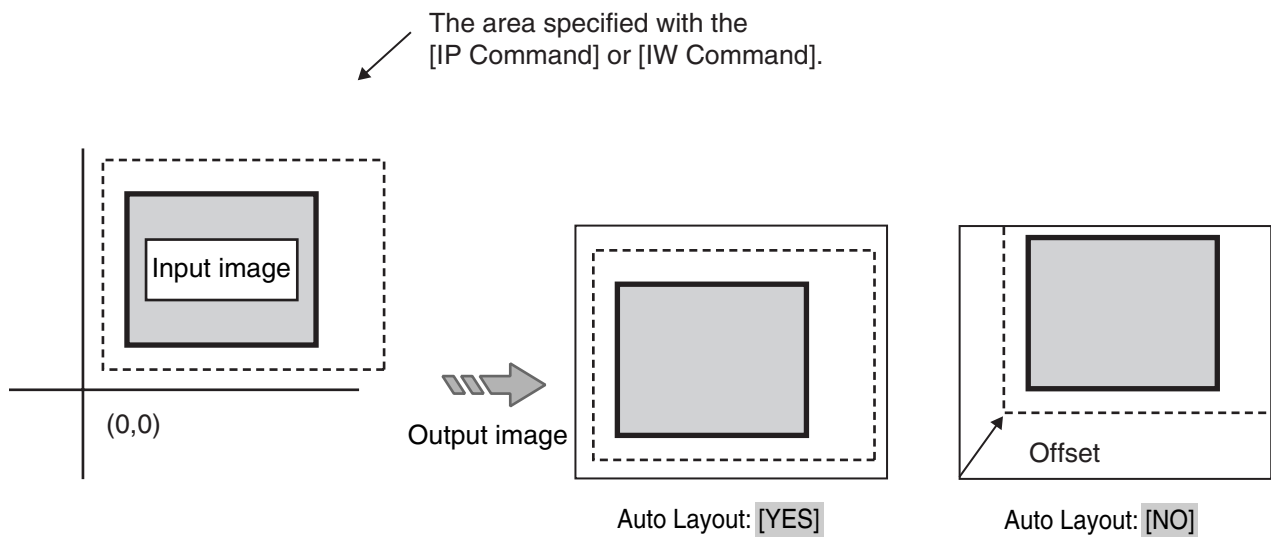 The area specified with the
[IP Command] or [IW Command].
Input image
(0,0)
Output image
Offset
Auto Layout: [YES]
Auto Layout: [NO]